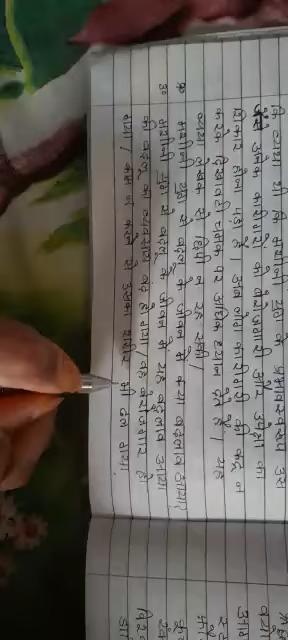 कि व्यथा थी कि मशीनी युग के प्रभावस्वरूप उस
जैसे अनेक कारीगरों को बेरोजगारी और उपेक्षा का
शिकार होना पड़ा है। अब लोग कारीगरी की कद्र न
करके दिखावटी चमक पर अधिक ध्यान देते हैं। यह
व्यथा लेखक से छिपी न रह सकी।
प्र॰ मशीनी युग से बदलू के जीवन में क्या बदलाव आया?
उ॰ मशीनी युग से बदलू के जीवन में यह बदलाव आया
की बदलू का व्यवसाय बंद हो गया। वह बेरोजगार हो
गया। काम न करने से उसका शरीर भी ढल गया।